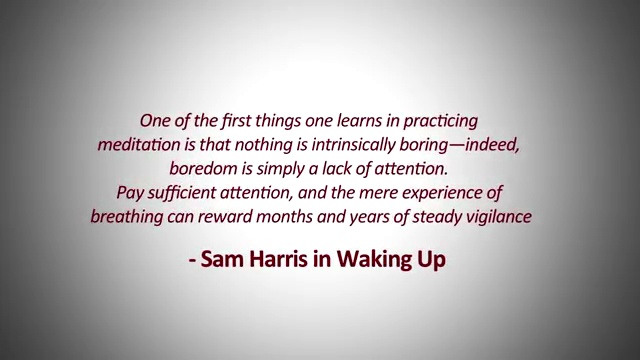 One of the first things one learns in practicing
meditation is that nothing is intrinsically boring—indeed,
boredom is simply a lack of attention.
Pay sufficient attention, and the mere experience of
breathing can reward months and years of steady vigilance
- Sam Harris in Waking Up